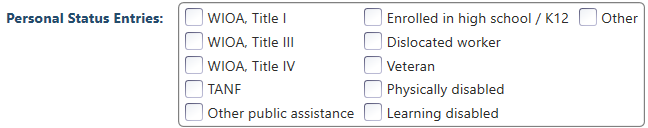 Personal Status Entries: WIOA, Title I Enrolled in high school / K12 Other
WIOA, Title III Dislocated worker
WIOA, Title IV Veteran
TANF Physically disabled
Other public assistance Learning disabled